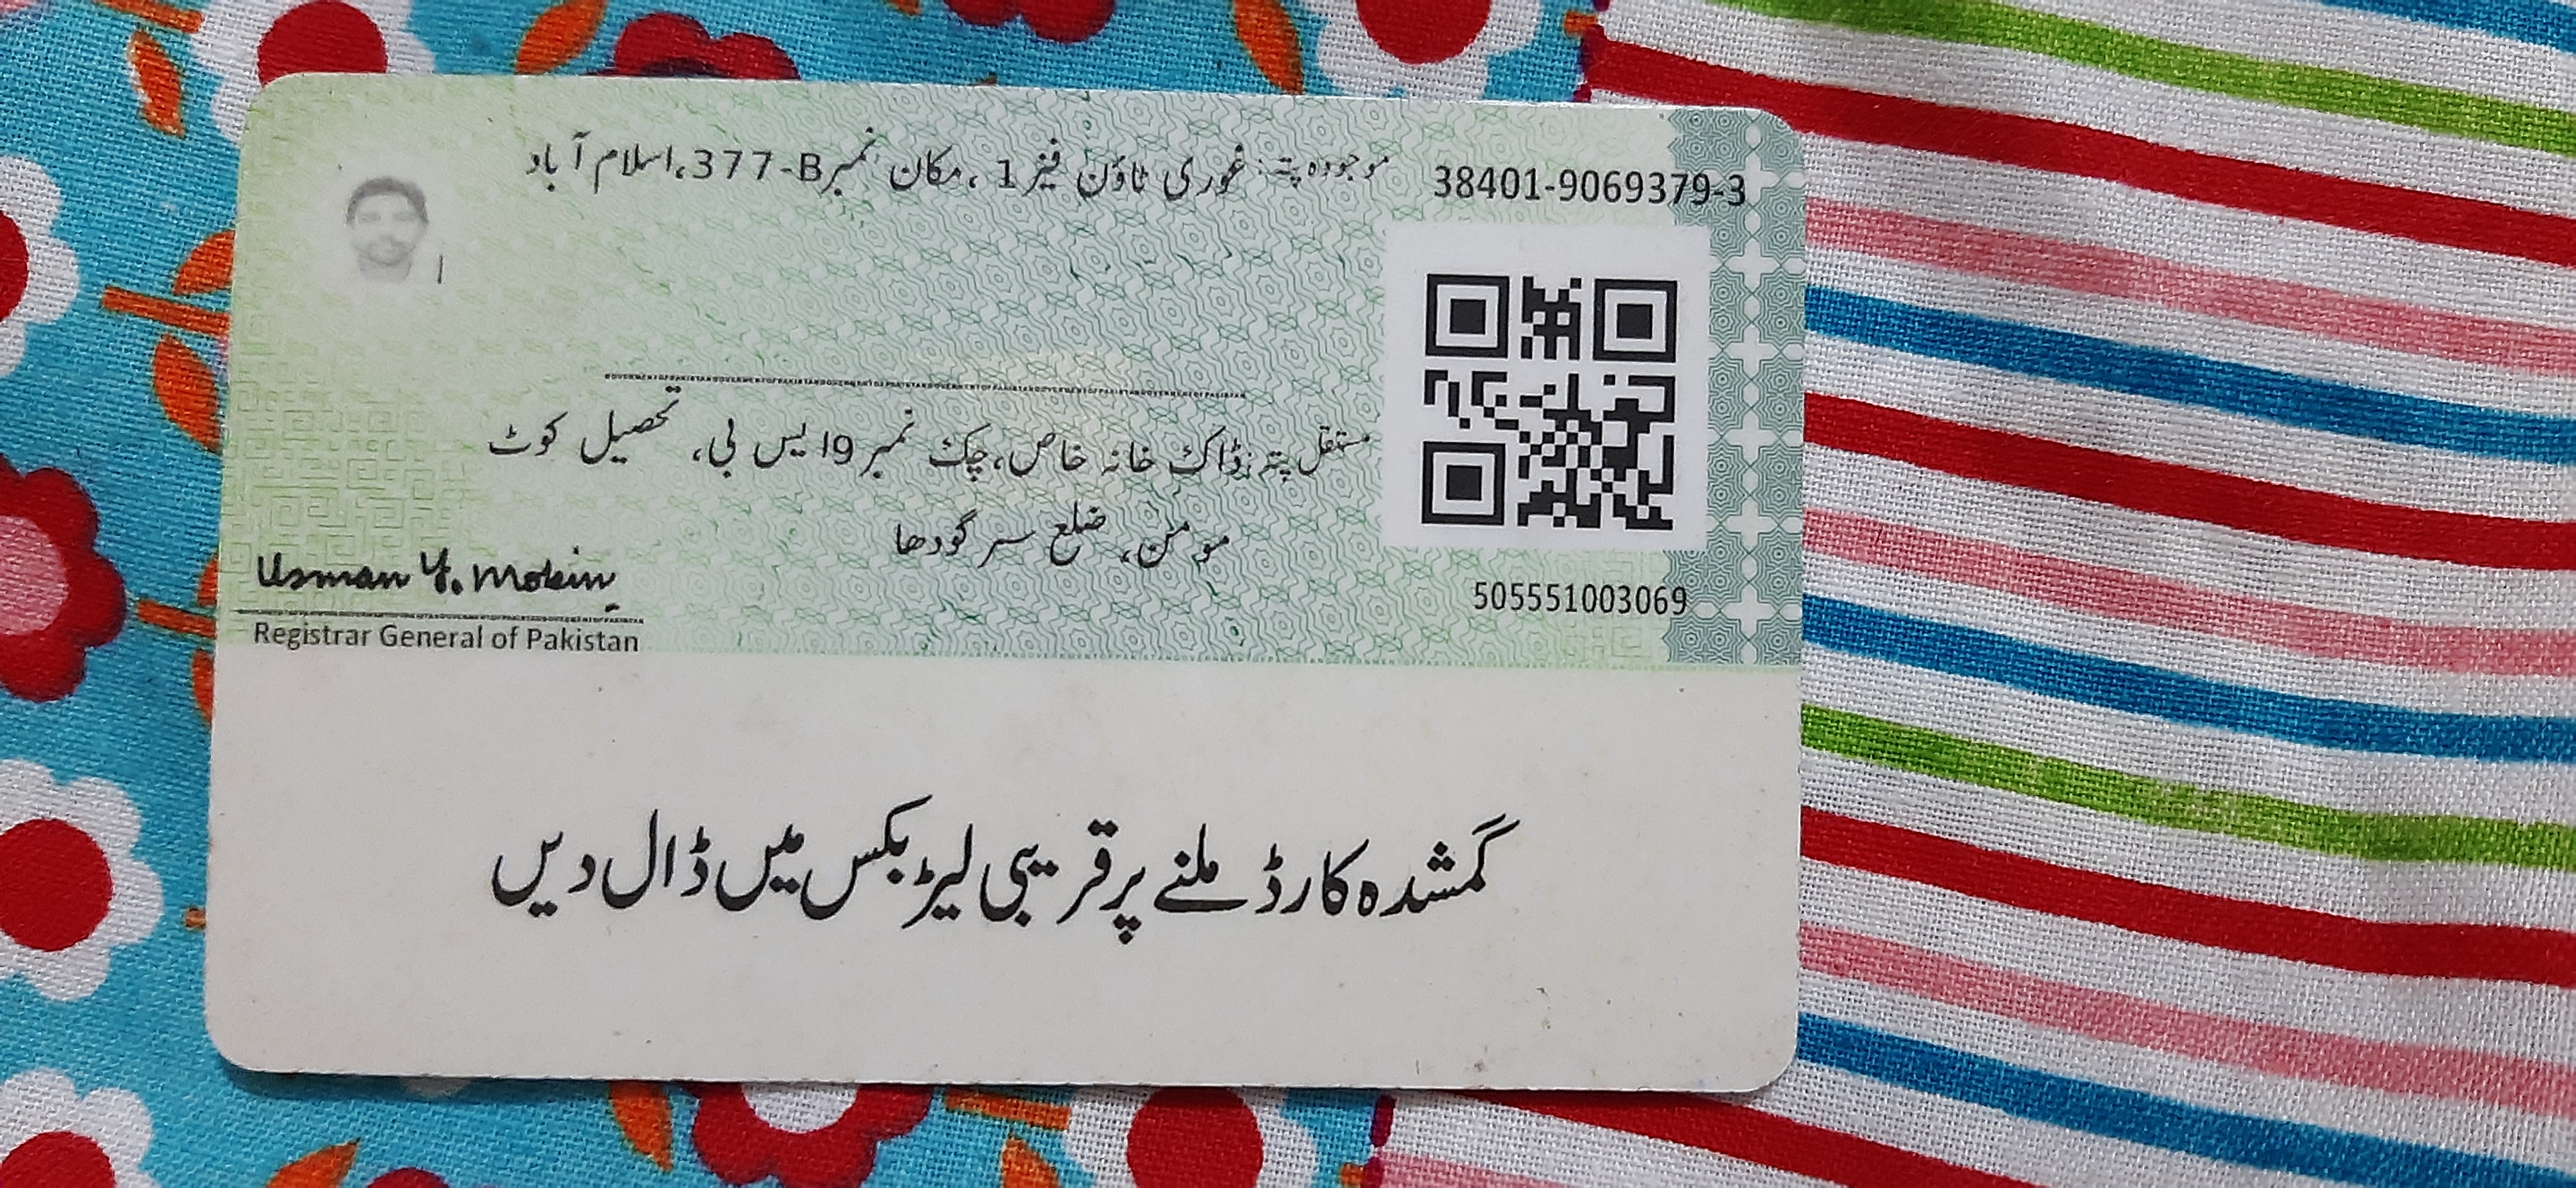 موجودہ پتہ: غوری ٹاؤن فیز 1 ،مکان نمبر 377-B،اسلام آباد
38401-9069379-3
مستقل پتہ: ڈاک خانہ خاص، چک نمبر 19 ایس بی، تحصیل کوٹ
مومن، ضلع سرگودھا
Usman Y. Mobin
Registrar General of Pakistan
505551003069
گمشدہ کارڈ ملنے پر قریبی لیٹر بکس میں ڈال دیں